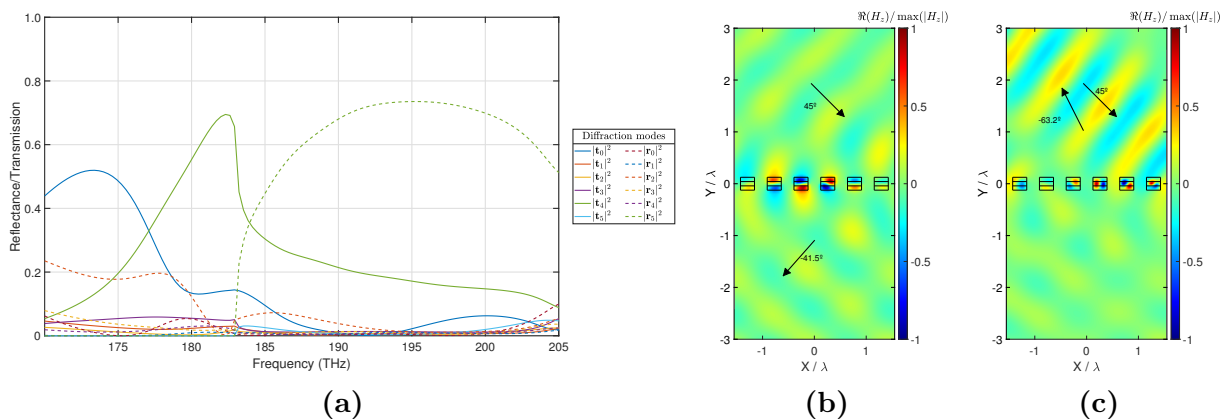 1.0
0.8
0.6
0.4
0.2
0
175
180
185
190
195
200
205
Reflectance/Transmission
Frequency (THz)
Diffraction modes
|t₀|² |r₀|²
|t₁|² |r₁|²
|t₂|² |r₂|²
|t₃|² |r₃|²
|t₄|² |r₄|²
|t₅|² |r₅|²
(a)
ℜ(H_z)/ max(|H_z|)
3
2
1
0
-1
-2
-3
Y / λ
-1
0
1
X / λ
45º
-41.5º
1
0.5
0
-0.5
-1
(b)
ℜ(H_z)/ max(|H_z|)
3
2
1
0
-1
-2
-3
Y / λ
-1
0
1
X / λ
45º
-63.2º
1
0.5
0
-0.5
-1
(c)